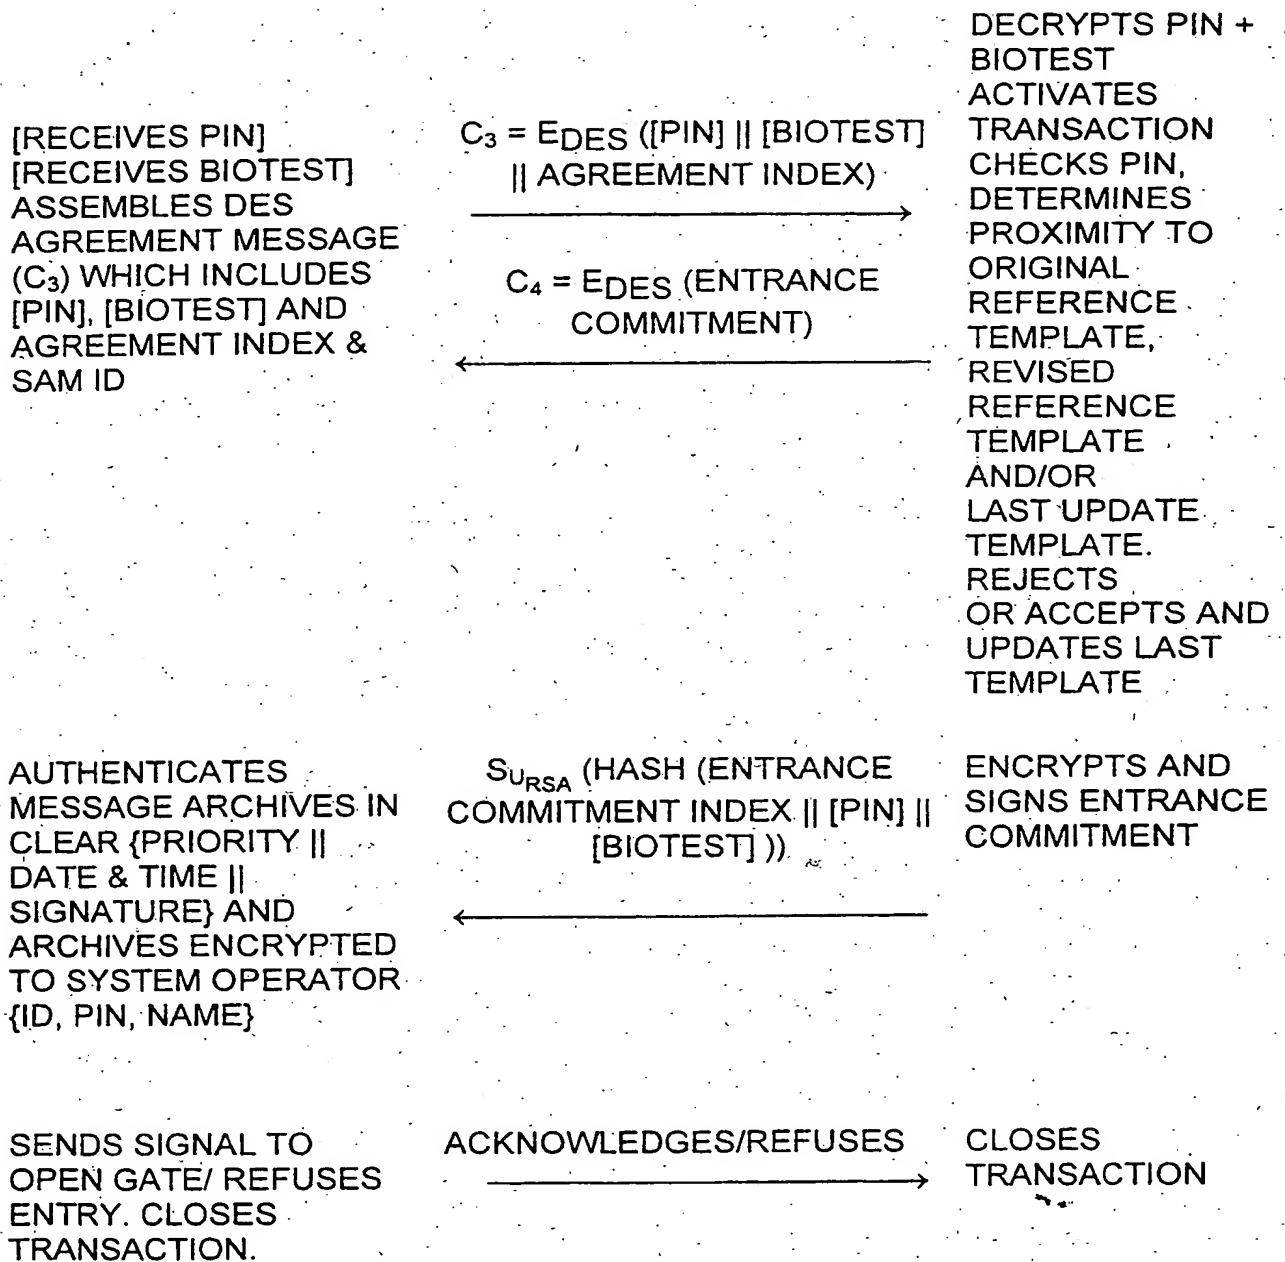 [RECEIVES PIN]
[RECEIVES BIOTEST]
ASSEMBLES DES
AGREEMENT MESSAGE
(C₃) WHICH INCLUDES
[PIN], [BIOTEST] AND
AGREEMENT INDEX &
SAM ID
C₃ = EDES ([PIN] || [BIOTEST]
|| AGREEMENT INDEX)
C₄ = EDES (ENTRANCE
COMMITMENT)
DECRYPTS PIN +
BIOTEST
ACTIVATES
TRANSACTION
CHECKS PIN,
DETERMINES
PROXIMITY TO
ORIGINAL
REFERENCE
TEMPLATE,
REVISED
REFERENCE
TEMPLATE
AND/OR
LAST UPDATE
TEMPLATE.
REJECTS
OR ACCEPTS AND
UPDATES LAST
TEMPLATE
AUTHENTICATES
MESSAGE ARCHIVES IN
CLEAR {PRIORITY ||
DATE & TIME ||
SIGNATURE} AND
ARCHIVES ENCRYPTED
TO SYSTEM OPERATOR
{ID, PIN, NAME}
SURSA (HASH (ENTRANCE
COMMITMENT INDEX || [PIN] ||
[BIOTEST] ))
ENCRYPTS AND
SIGNS ENTRANCE
COMMITMENT
SENDS SIGNAL TO
OPEN GATE/ REFUSES
ENTRY. CLOSES
TRANSACTION.
ACKNOWLEDGES/REFUSES
CLOSES
TRANSACTION